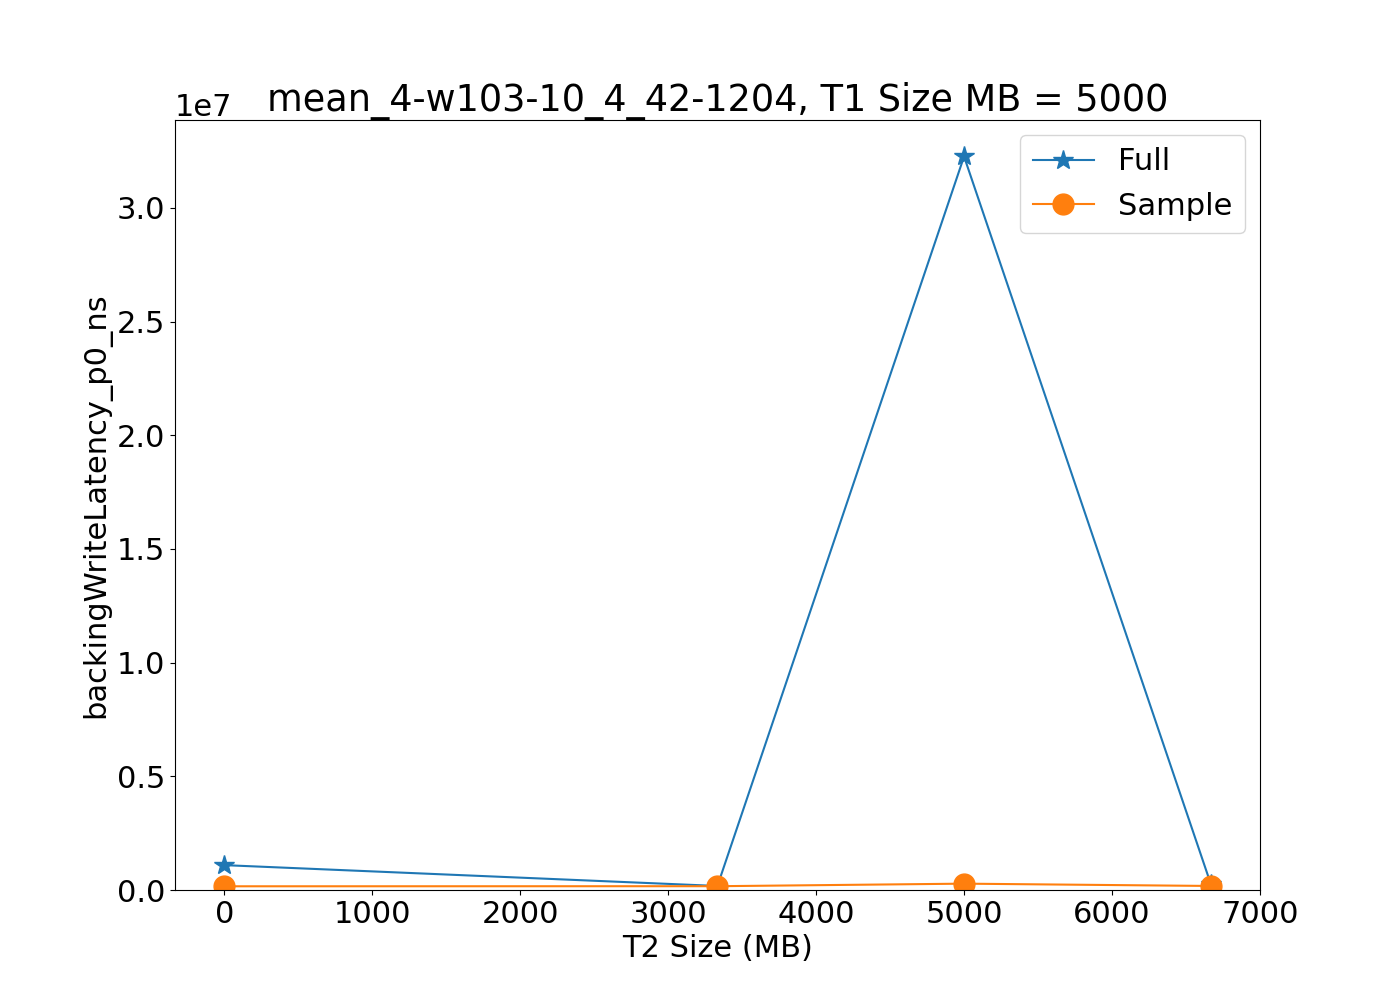 1e7
mean_4-w103-10_4_42-1204, T1 Size MB = 5000
Full
Sample
backingWriteLatency_p0_ns
3.0
2.5
2.0
1.5
1.0
0.5
0.0
0 1000 2000 3000 4000 5000 6000 7000
T2 Size (MB)